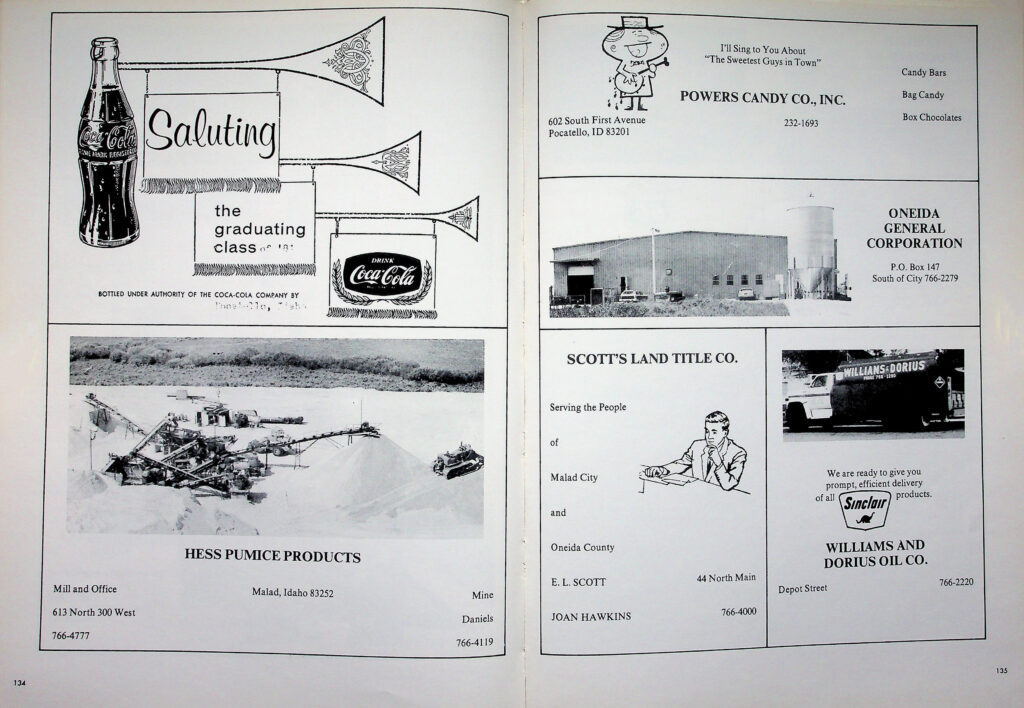 Coca-Cola
TRADE MARK REGISTERED
Saluting
the
graduating
class
DRINK
Coca-Cola
BOTTLED UNDER AUTHORITY OF THE COCA-COLA COMPANY BY
Pocatello, Idaho
HESS PUMICE PRODUCTS
Mill and Office
613 North 300 West
766-4777
Malad, Idaho 83252
Mine
Daniels
766-4119
134
I'll Sing to You About
"The Sweetest Guys in Town"
POWERS CANDY CO., INC.
232-1693
602 South First Avenue
Pocatello, ID 83201
Candy Bars
Bag Candy
Box Chocolates
ONEIDA
GENERAL
CORPORATION
P.O. Box 147
South of City 766-2279
SCOTT'S LAND TITLE CO.
Serving the People
of
Malad City
and
Oneida County
E. L. SCOTT
44 North Main
JOAN HAWKINS
766-4000
WILLIAMS & DORIUS
We are ready to give you
prompt, efficient delivery
of all Sinclair products.
WILLIAMS AND
DORIUS OIL CO.
Depot Street
766-2220
135